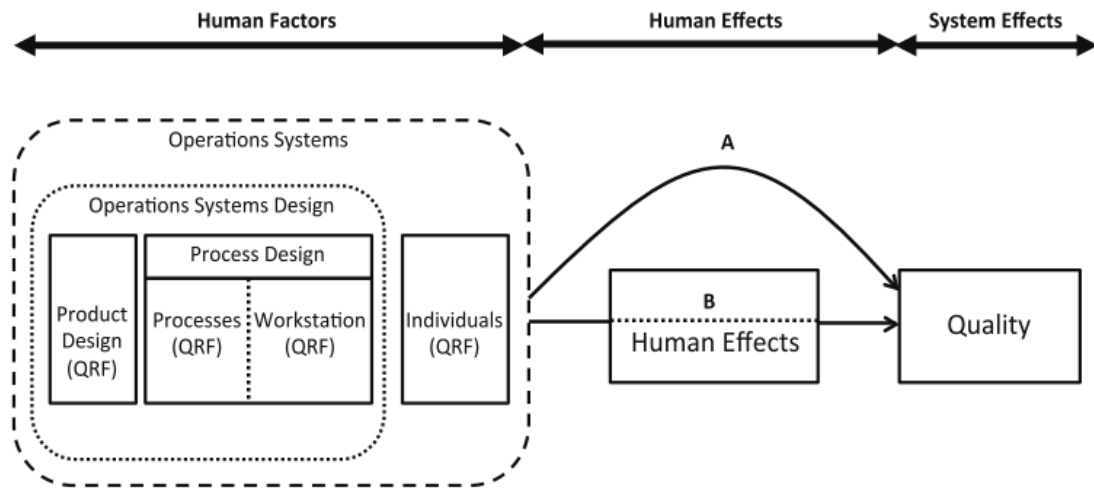 Human Factors
Human Effects
System Effects
Operations Systems
A
Operations Systems Design
Process Design
Product
Design
(QRF)
Processes
(QRF)
Workstation
(QRF)
Individuals
(QRF)
B
Human Effects
Quality